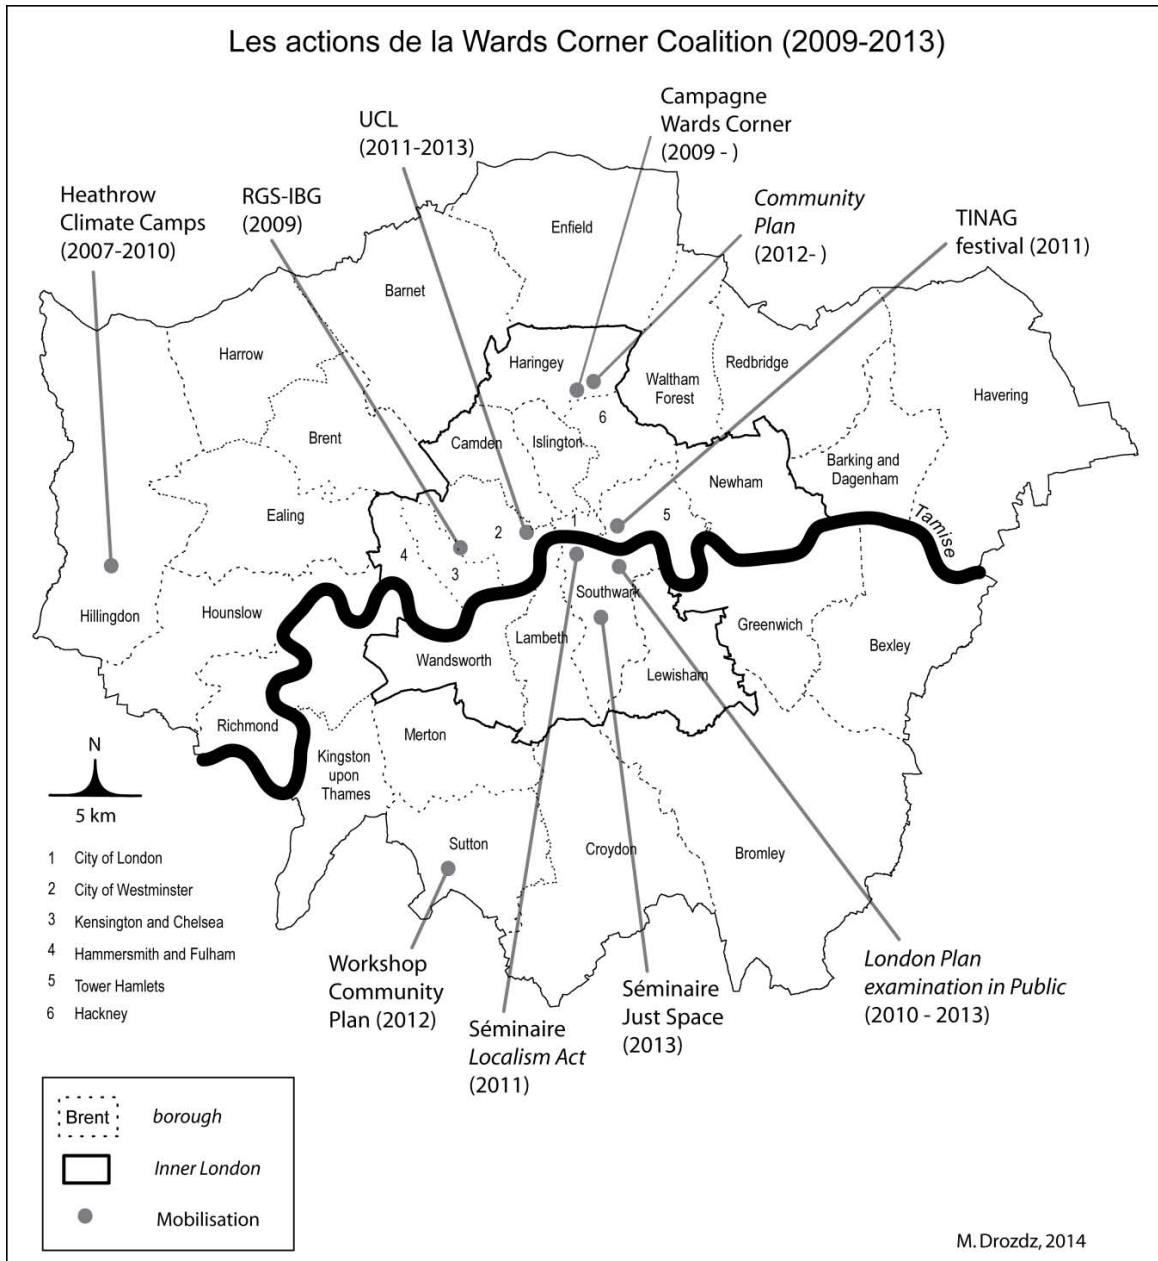 Les actions de la Wards Corner Coalition (2009-2013)
Campagne
Wards Corner
(2009 - )
UCL
(2011-2013)
Heathrow
Climate Camps
(2007-2010)
RGS-IBG
(2009)
Community
Plan
(2012- )
TINAG
festival (2011)
Enfield
Barnet
Harrow
Haringey
Redbridge
Waltham
Forest
Havering
Brent
6
Camden
Islington
Barking and
Dagenham
Newham
Ealing
1
5
2
4
3
Tamise
Hillingdon
Hounslow
Southwark
Greenwich
Lambeth
Bexley
Wandsworth
Lewisham
Richmond
Merton
Kingston
upon
Thames
N
5 km
Sutton
Croydon
Bromley
1 City of London
2 City of Westminster
3 Kensington and Chelsea
4 Hammersmith and Fulham
5 Tower Hamlets
6 Hackney
Workshop
Community
Plan (2012)
Séminaire
Localism Act
(2011)
Séminaire
Just Space
(2013)
London Plan
examination in Public
(2010 - 2013)
Brent borough
Inner London
Mobilisation
M. Drozdz, 2014